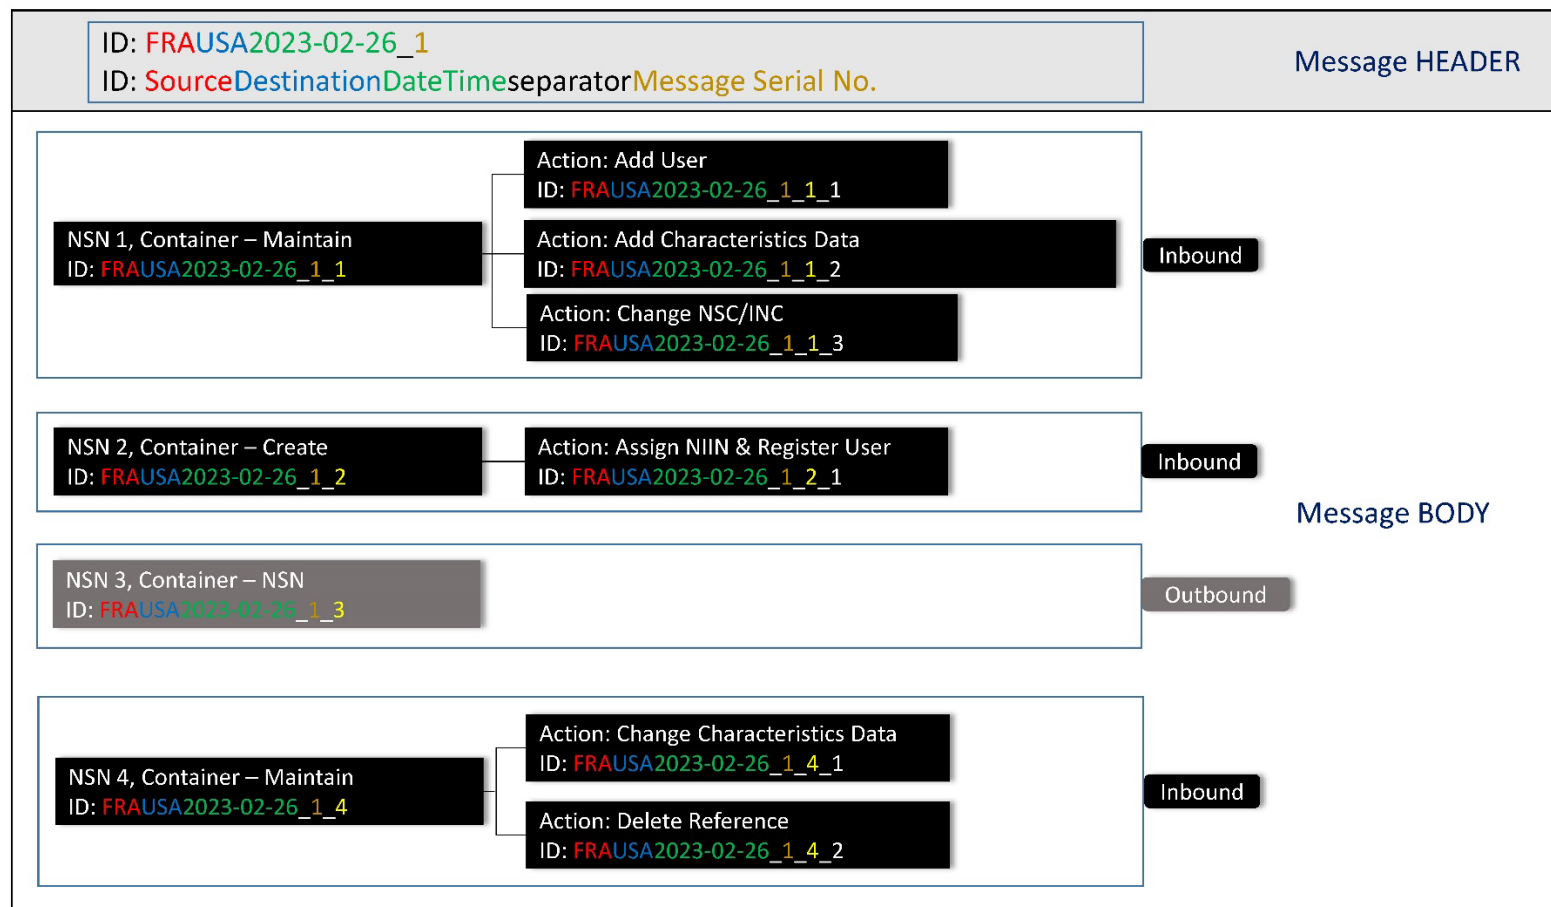 ID: FRAUSA2023-02-26_1
ID: SourceDestinationDateTimeseparatorMessage Serial No.
Message HEADER
NSN 1, Container – Maintain
ID: FRAUSA2023-02-26_1_1
Action: Add User
ID: FRAUSA2023-02-26_1_1_1
Action: Add Characteristics Data
ID: FRAUSA2023-02-26_1_1_2
Action: Change NSC/INC
ID: FRAUSA2023-02-26_1_1_3
Inbound
NSN 2, Container – Create
ID: FRAUSA2023-02-26_1_2
Action: Assign NIIN & Register User
ID: FRAUSA2023-02-26_1_2_1
Inbound
Message BODY
NSN 3, Container – NSN
ID: FRAUSA2023-02-26_1_3
Outbound
NSN 4, Container – Maintain
ID: FRAUSA2023-02-26_1_4
Action: Change Characteristics Data
ID: FRAUSA2023-02-26_1_4_1
Action: Delete Reference
ID: FRAUSA2023-02-26_1_4_2
Inbound